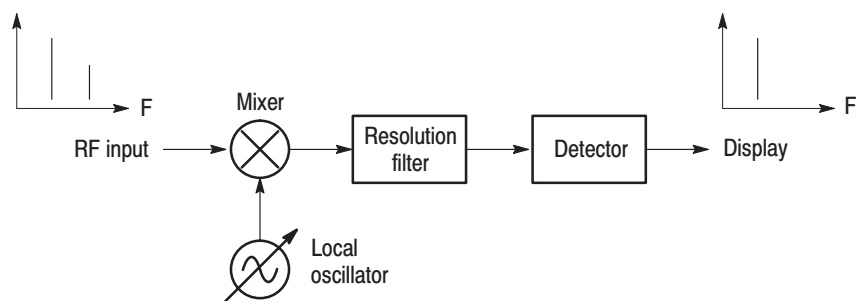 F
F
Mixer
RF input
Resolution
filter
Detector
Display
Local
oscillator